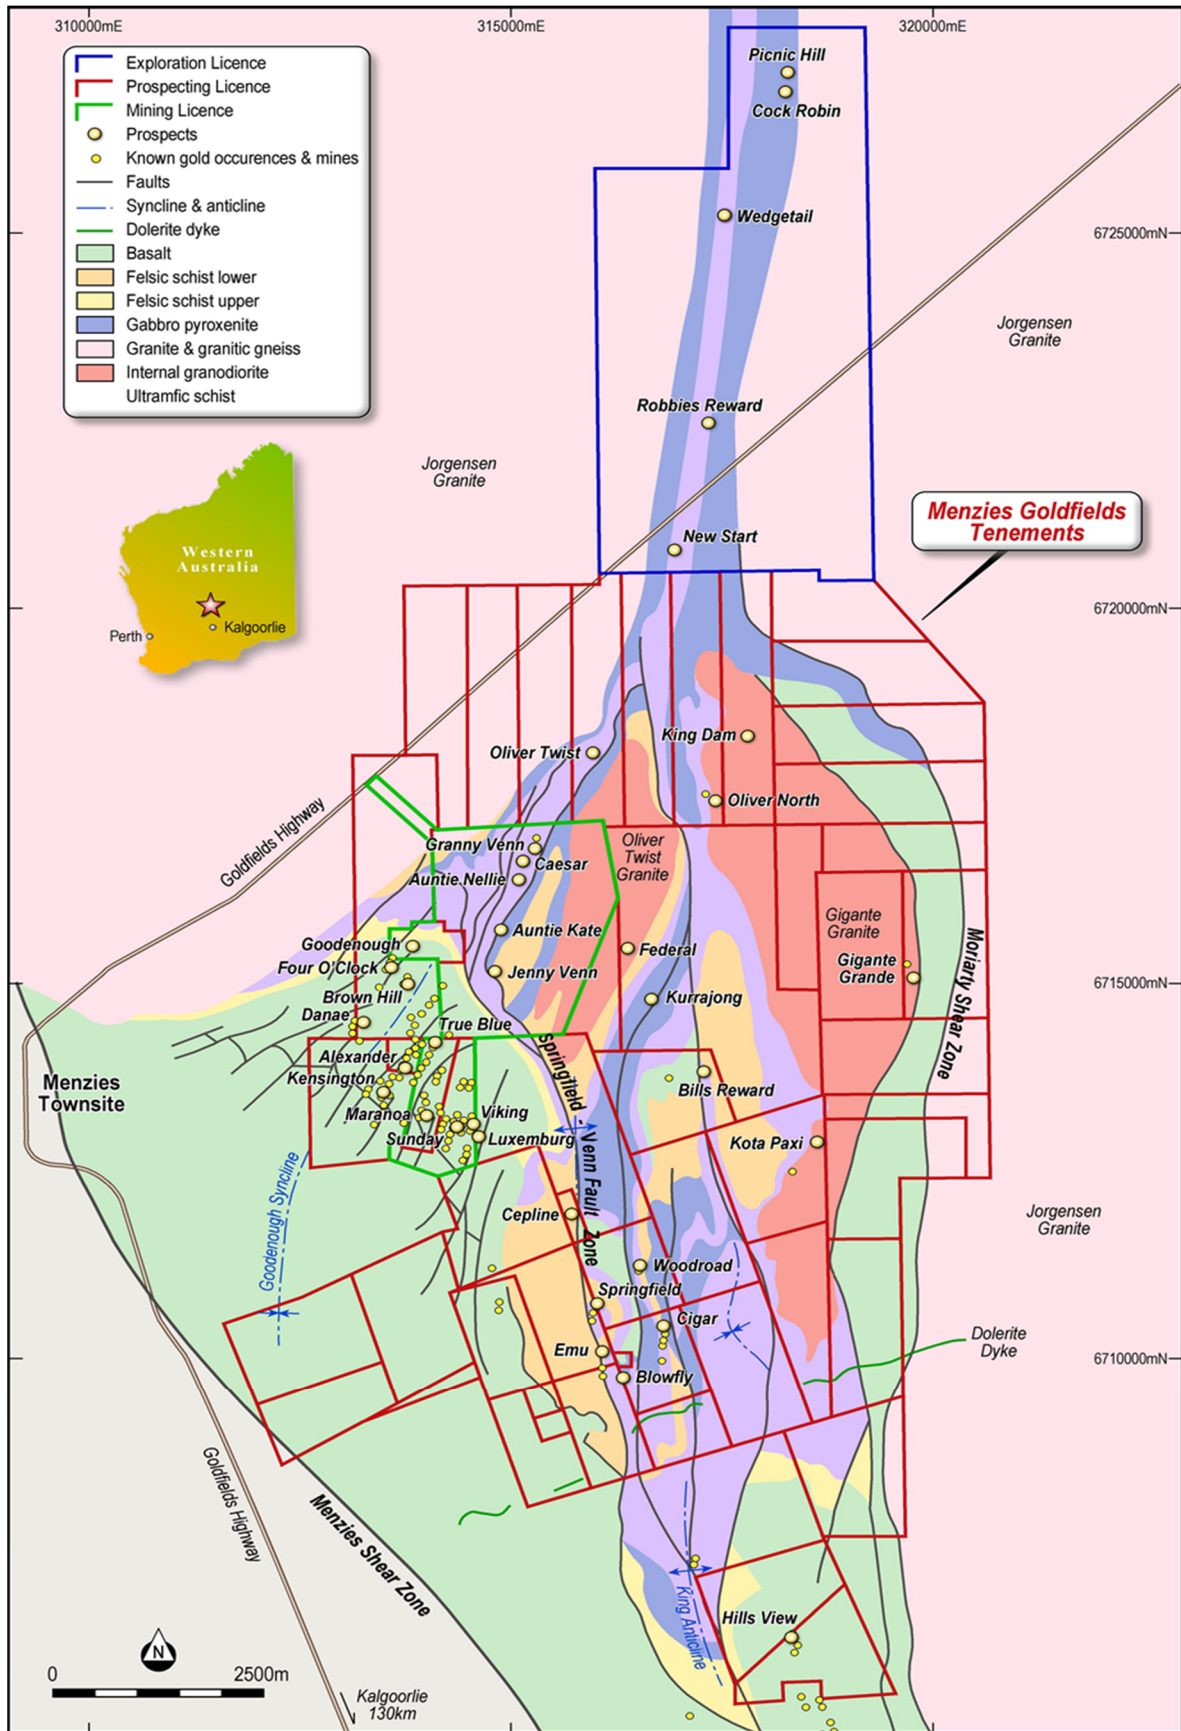 310000mE
315000mE
320000mE
Exploration Licence
Prospecting Licence
Mining Licence
Prospects
Known gold occurences & mines
Faults
Syncline & anticline
Dolerite dyke
Basalt
Felsic schist lower
Felsic schist upper
Gabbro pyroxenite
Granite & granitic gneiss
Internal granodiorite
Ultramfic schist
Picnic Hill
Cock Robin
Wedgetail
6725000mN
Jorgensen
Granite
Robbies Reward
Jorgensen
Granite
Menzies Goldfields
Tenements
New Start
Western
Australia
Perth
Kalgoorlie
6720000mN
King Dam
Oliver Twist
Oliver North
Goldfields Highway
Granny Venn
Caesar
Auntie Nellie
Oliver
Twist
Granite
Gigante
Granite
Auntie Kate
Goodenough
Federal
Four O'Clock
Jenny Venn
Gigante
Grande
Moriarty Shear Zone
6715000mN
Brown Hill
Kurrajong
Danae
True Blue
Alexander
Kensington
Springfield - Venn Fault Zone
Menzies
Townsite
Bills Reward
Maranoa
Viking
Sunday
Luxemburg
Kota Paxi
Goodenough Syncline
Cepline
Jorgensen
Granite
Woodroad
Springfield
Cigar
Emu
Blowfly
Dolerite
Dyke
6710000mN
Goldfields Highway
Menzies Shear Zone
King Anticline
Hills View
N
0
2500m
Kalgoorlie
130km